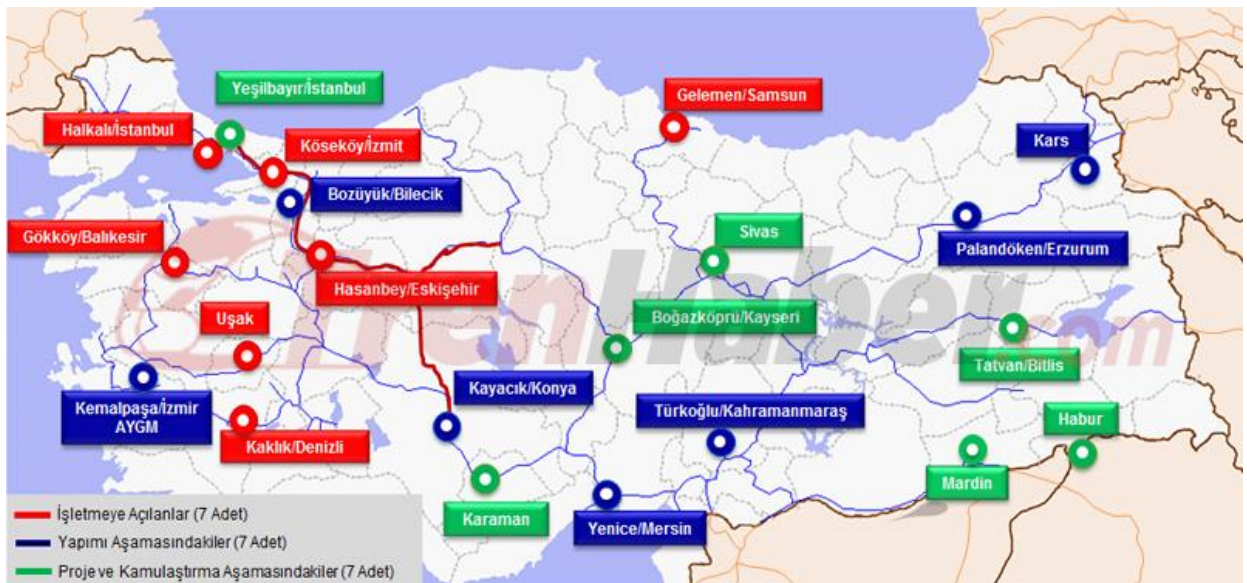 Yeşilbayır/İstanbul
Gelemen/Samsun
Halkalı/İstanbul
Köseköy/İzmit
Kars
Bozüyük/Bilecik
Gökköy/Balıkesir
Sivas
Palandöken/Erzurum
Hasanbey/Eskişehir
TrenHaber.com
Uşak
Boğazköprü/Kayseri
Tatvan/Bitlis
Kayacık/Konya
Kemalpaşa/İzmir
AYGM
Türkoğlu/Kahramanmaraş
Habur
Kaklık/Denizli
Mardin
Karaman
Yenice/Mersin
İşletmeye Açılanlar (7 Adet)
Yapımı Aşamasındakiler (7 Adet)
Proje ve Kamulaştırma Aşamasındakiler (7 Adet)